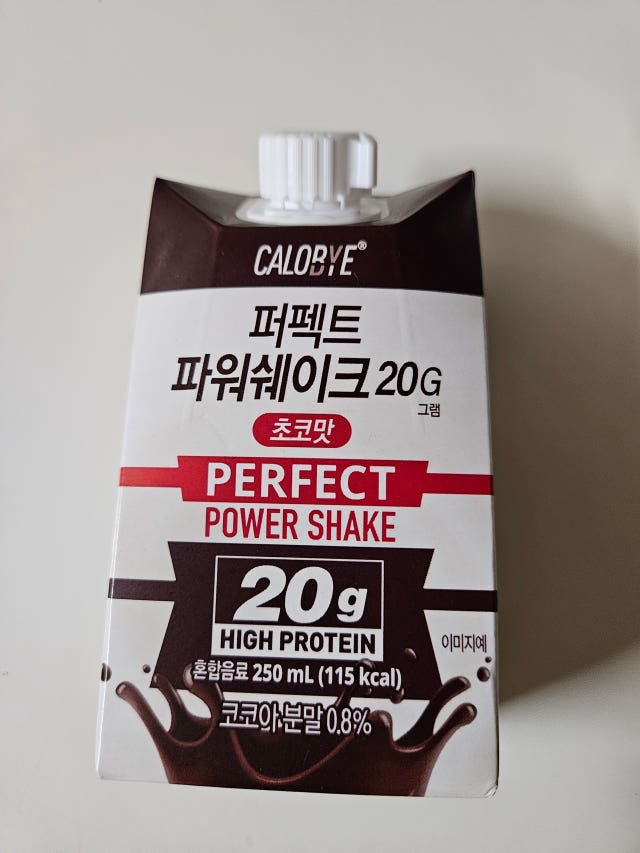 CALOBYE®
퍼펙트
파워쉐이크 20G
그램
초코맛
PERFECT
POWER SHAKE
20g
HIGH PROTEIN
이미지예
혼합음료 250 mL (115 kcal)
코코아분말 0.8%